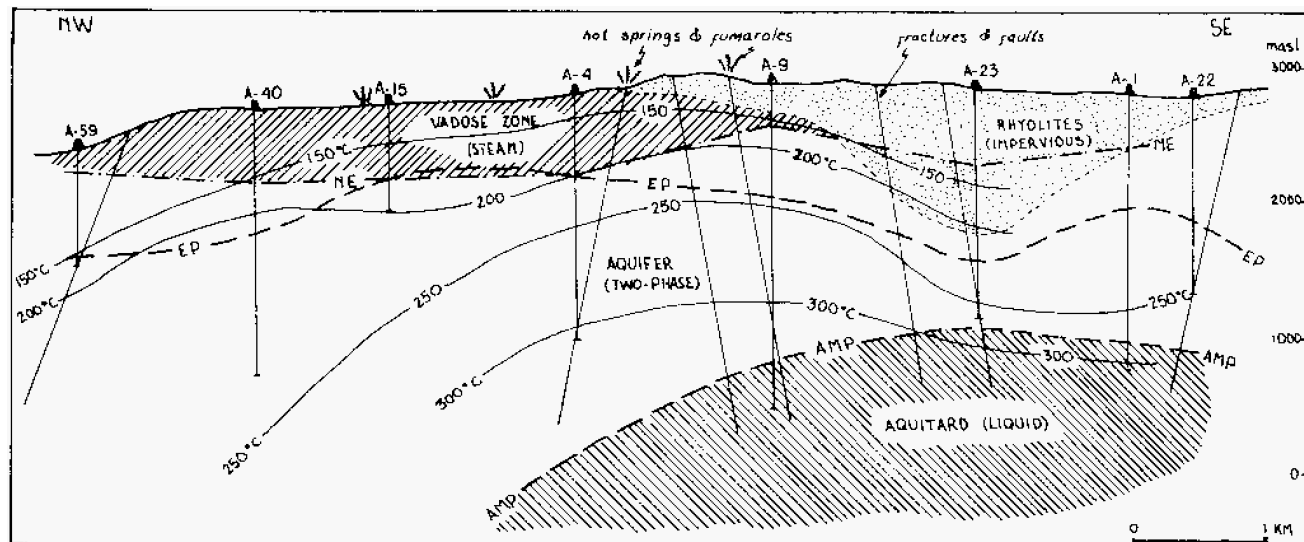 NW
SE
masl
hot springs & fumaroles
fractures & faults
A-59
A-40
A-15
A-4
A-9
A-23
A-1
A-22
3000
2000
1000
0
VADOSE ZONE
(STEAM)
RHYOLITES
(IMPERVIOUS)
150°C
150
150
NE
NE
200°C
200
EP
EP
EP
250
250
AQUIFER
(TWO-PHASE)
150°C
200°C
250°C
300°C
300
AMP
AMP
AQUITARD (LIQUID)
300°C
250°C
AMP
0
1 KM